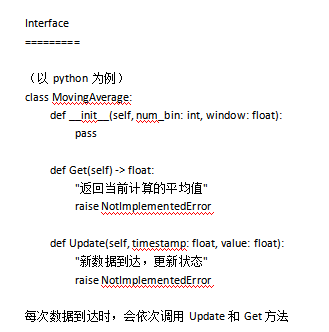 Interface
=========
（以 python 为例）
class MovingAverage:
def __init__(self, num_bin: int, window: float):
pass
def Get(self) -> float:
"返回当前计算的平均值"
raise NotImplementedError
def Update(self, timestamp: float, value: float):
"新数据到达，更新状态"
raise NotImplementedError
每次数据到达时，会依次调用 Update 和 Get 方法